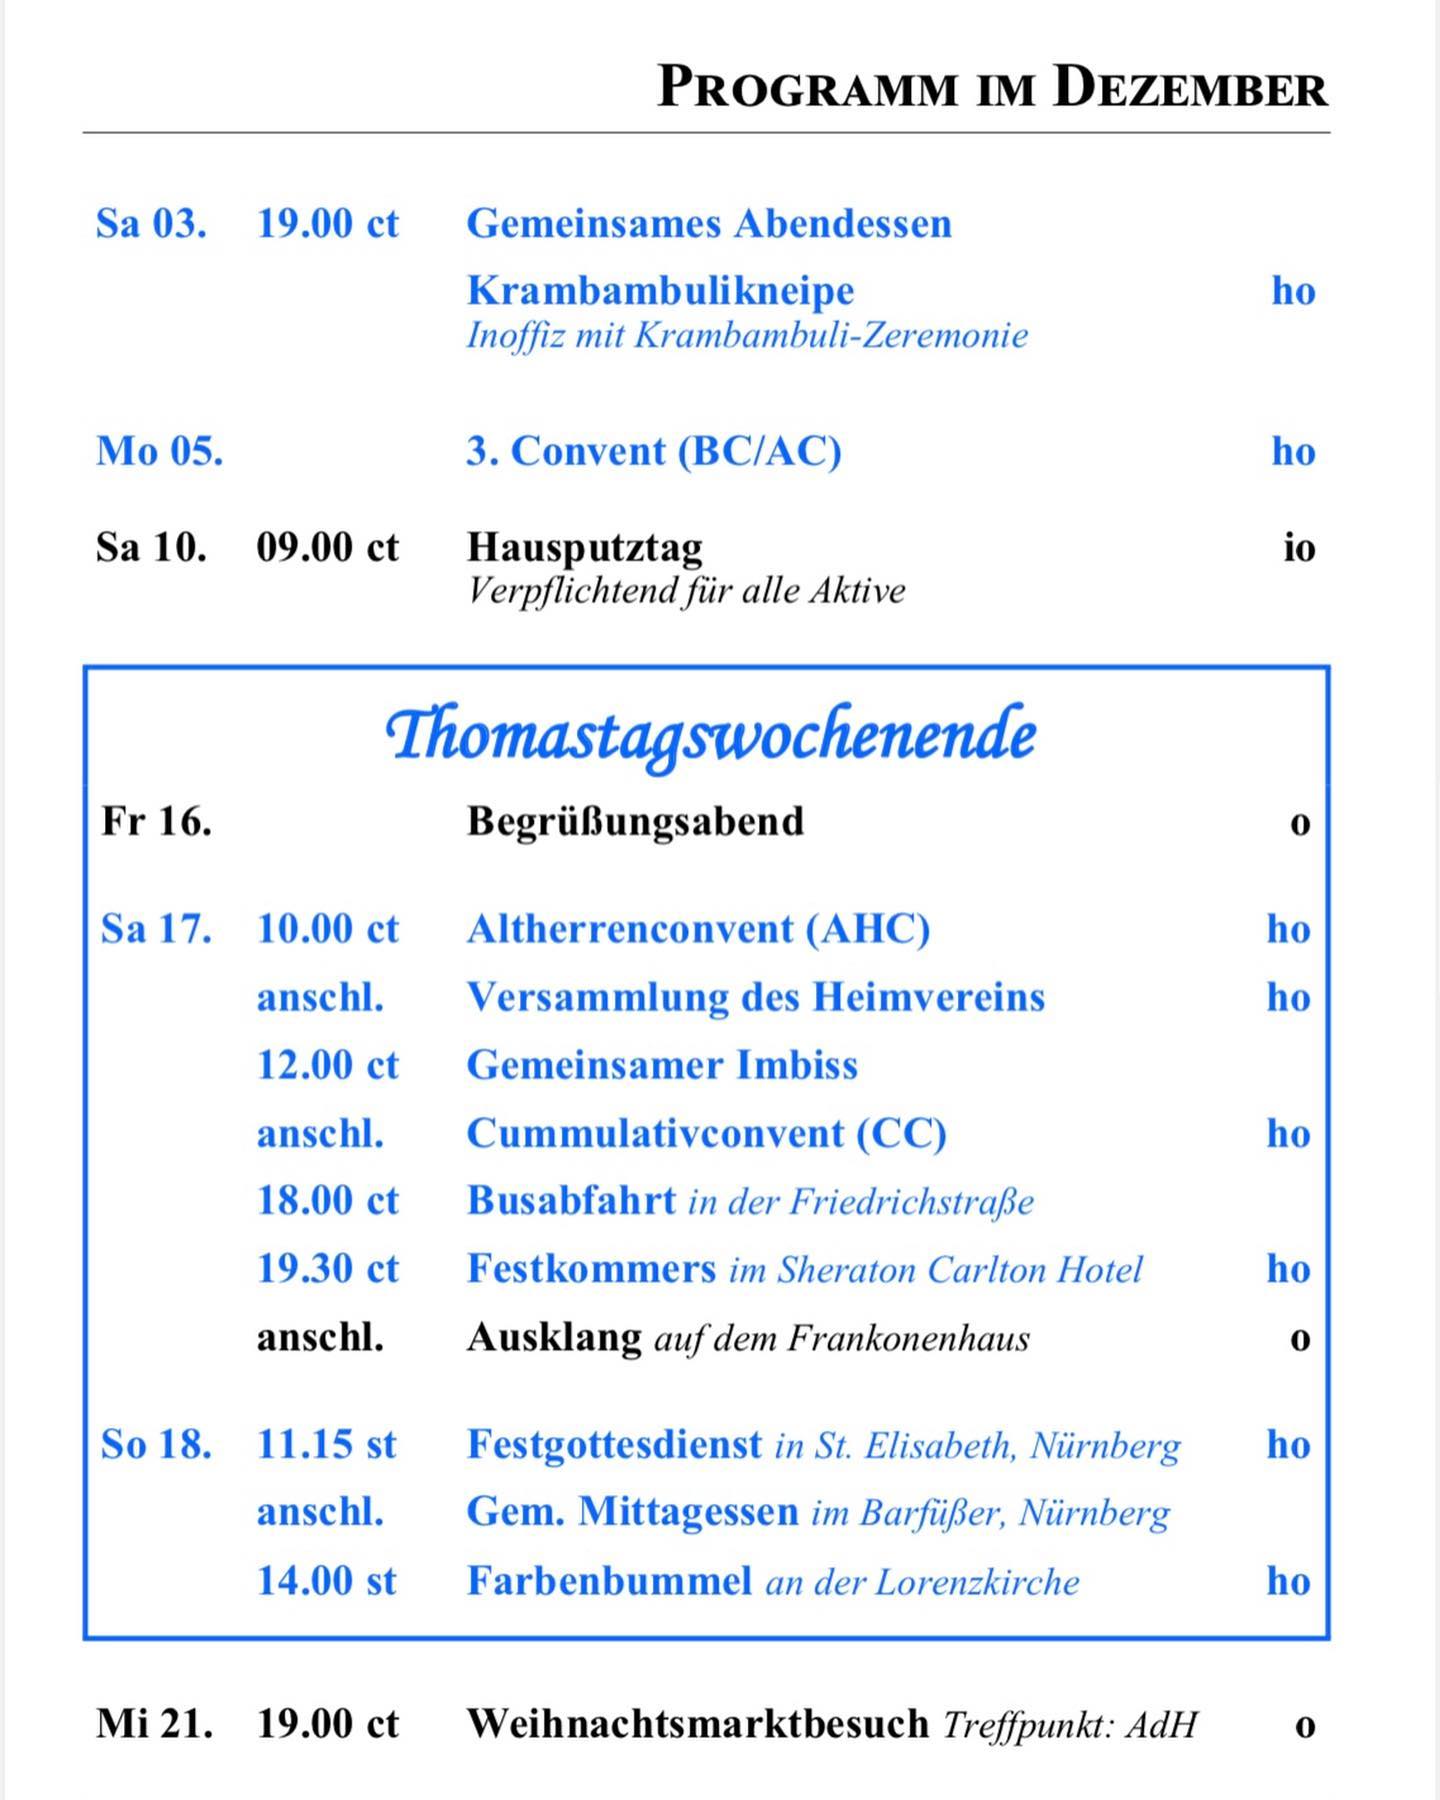 PROGRAMM IM DEZEMBER
Sa 03. 19.00 ct Gemeinsames Abendessen
Krambambulikneipe ho
Inoffiz mit Krambambuli-Zeremonie
Mo 05. 3. Convent (BC/AC) ho
Sa 10. 09.00 ct Hausputztag io
Verpflichtend für alle Aktive
Thomastagswochenende
Fr 16. Begrüßungsabend o
Sa 17. 10.00 ct Altherrenconvent (AHC) ho
anschl. Versammlung des Heimvereins ho
12.00 ct Gemeinsamer Imbiss
anschl. Cummulativconvent (CC) ho
18.00 ct Busabfahrt in der Friedrichstraße
19.30 ct Festkommers im Sheraton Carlton Hotel ho
anschl. Ausklang auf dem Frankonenhaus o
So 18. 11.15 st Festgottesdienst in St. Elisabeth, Nürnberg ho
anschl. Gem. Mittagessen im Barfüßer, Nürnberg
14.00 st Farbenbummel an der Lorenzkirche ho
Mi 21. 19.00 ct Weihnachtsmarktbesuch Treffpunkt: AdH o